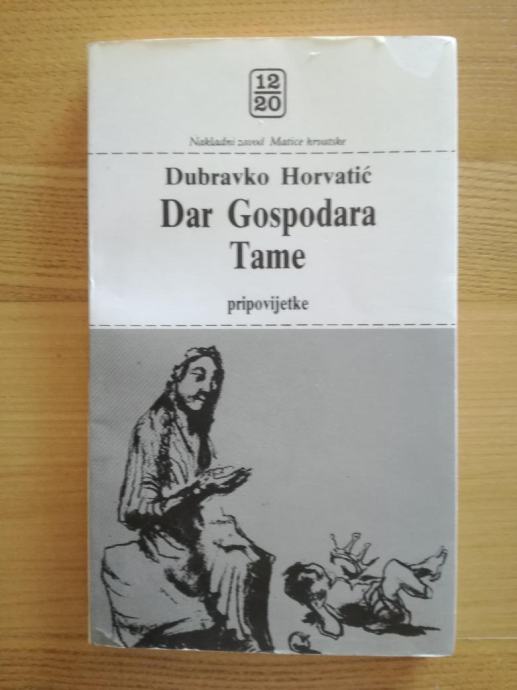 12
20
Nakladni zavod Matice hrvatske
Dubravko Horvatić
Dar Gospodara
Tame
pripovijetke